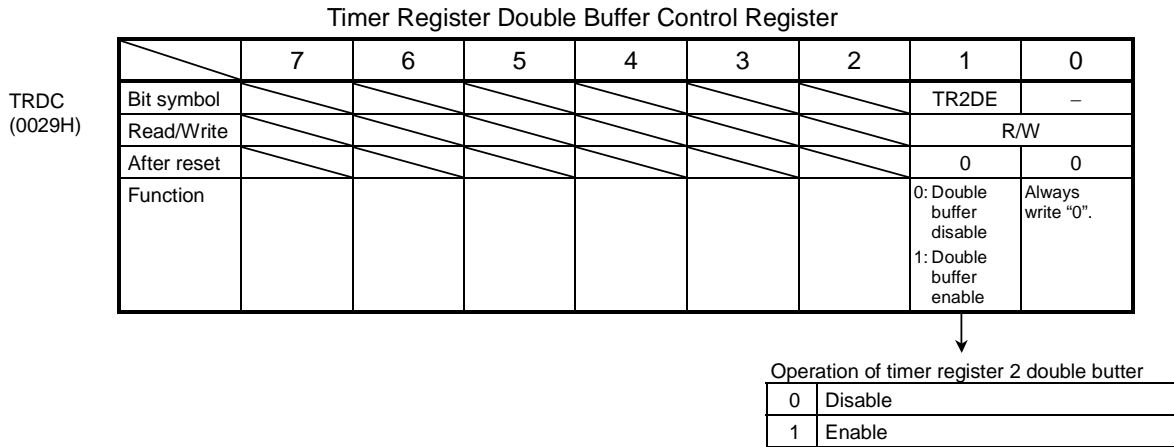 Timer Register Double Buffer Control Register
7 6 5 4 3 2 1 0
TRDC
(0029H)
Bit symbol TR2DE –
Read/Write R/W
After reset 0 0
Function 0: Double buffer disable 1: Double buffer enable Always write “0”.
Operation of timer register 2 double butter
0 Disable
1 Enable